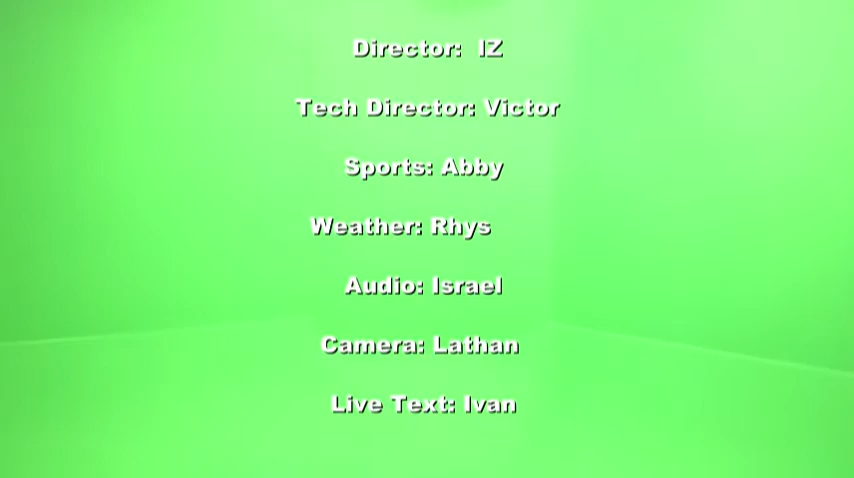 Director:  IZ
Tech Director: Victor
Sports: Abby
Weather: Rhys
Audio: Israel
Camera: Lathan
Live Text: Ivan